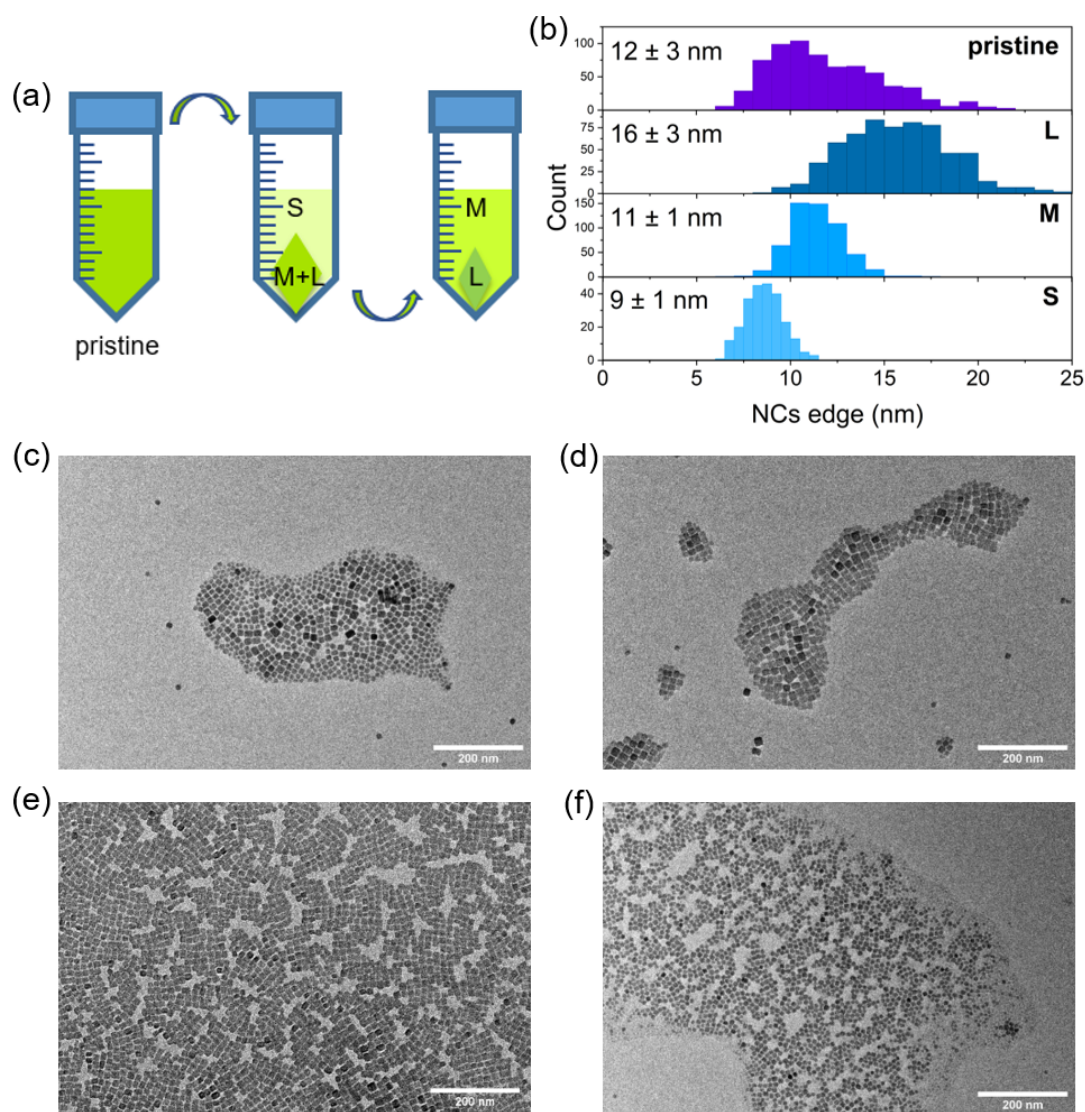 (a)
S
M+L
M
L
pristine
(b)
12 ± 3 nm
pristine
100
75
50
25
0
16 ± 3 nm
L
75
50
25
0
11 ± 1 nm
M
150
100
50
0
9 ± 1 nm
S
40
20
0
Count
0
5
10
15
20
25
NCs edge (nm)
(c)
200 nm
(d)
200 nm
(e)
200 nm
(f)
200 nm